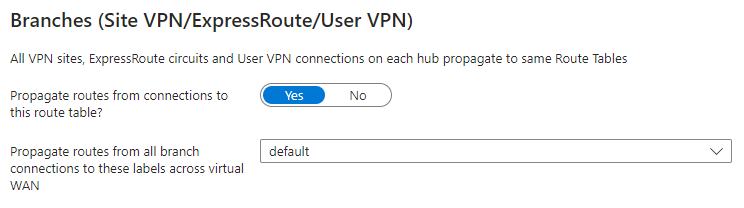 Branches (Site VPN/ExpressRoute/User VPN)
All VPN sites, ExpressRoute circuits and User VPN connections on each hub propagate to same Route Tables
Propagate routes from connections to
this route table?
Yes No
Propagate routes from all branch
connections to these labels across virtual
WAN
default